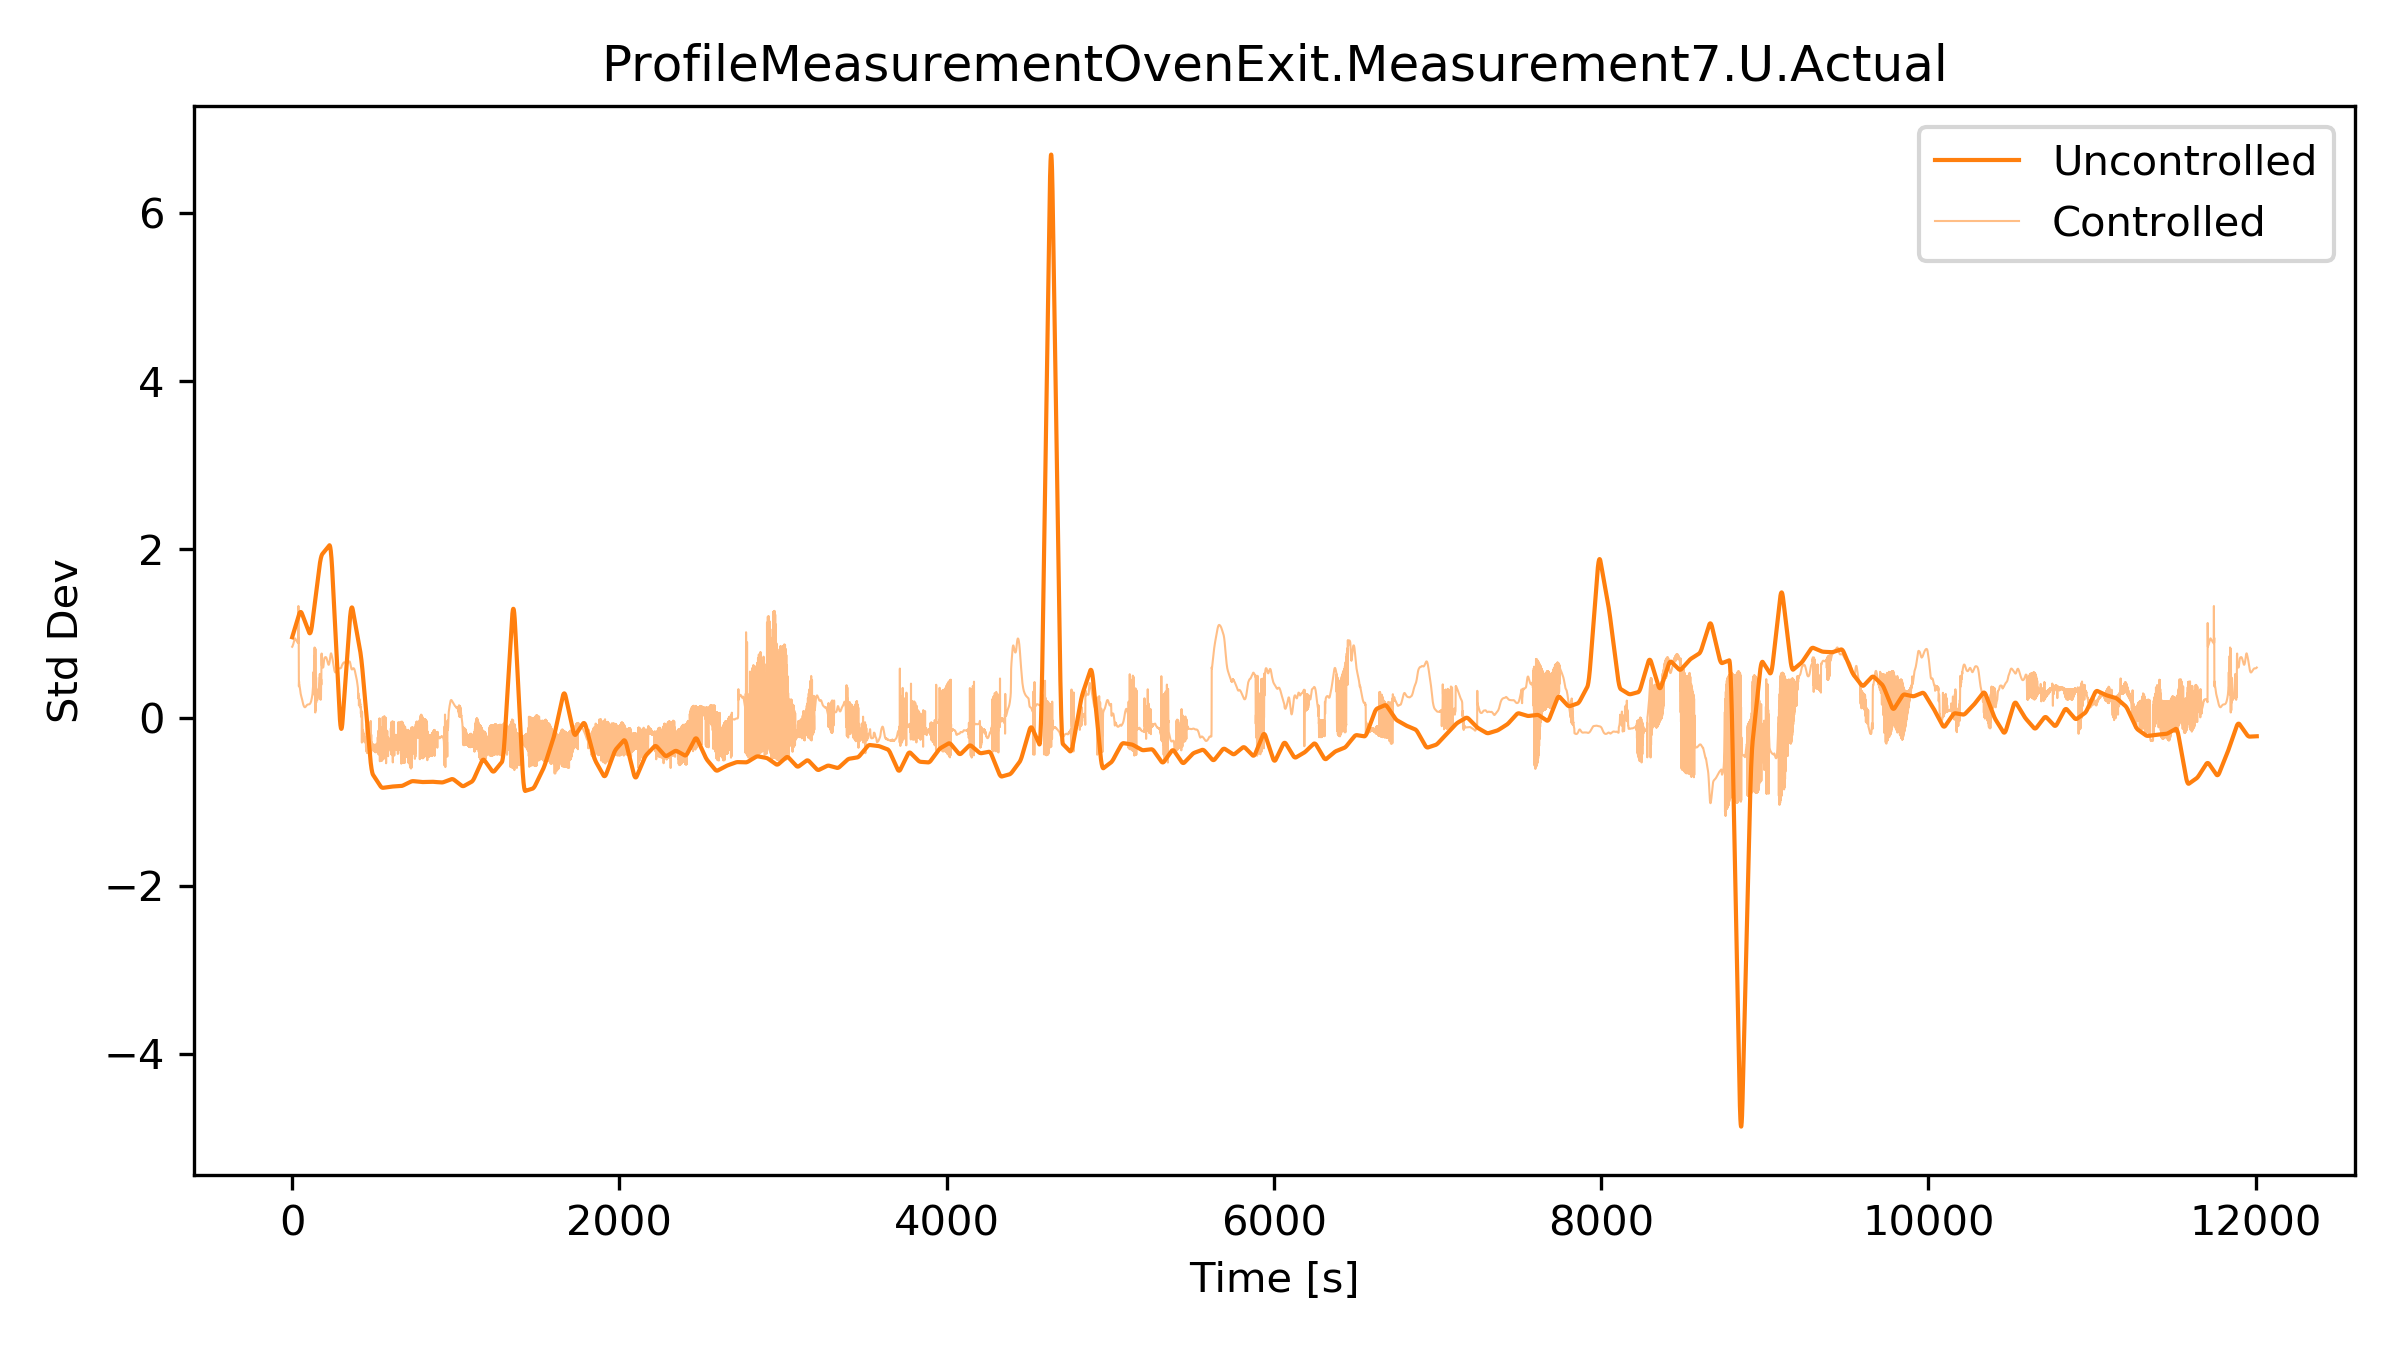 ProfileMeasurementOvenExit.Measurement7.U.Actual
Uncontrolled
Controlled
Std Dev
6
4
2
0
−2
−4
0 2000 4000 6000 8000 10000 12000
Time [s]